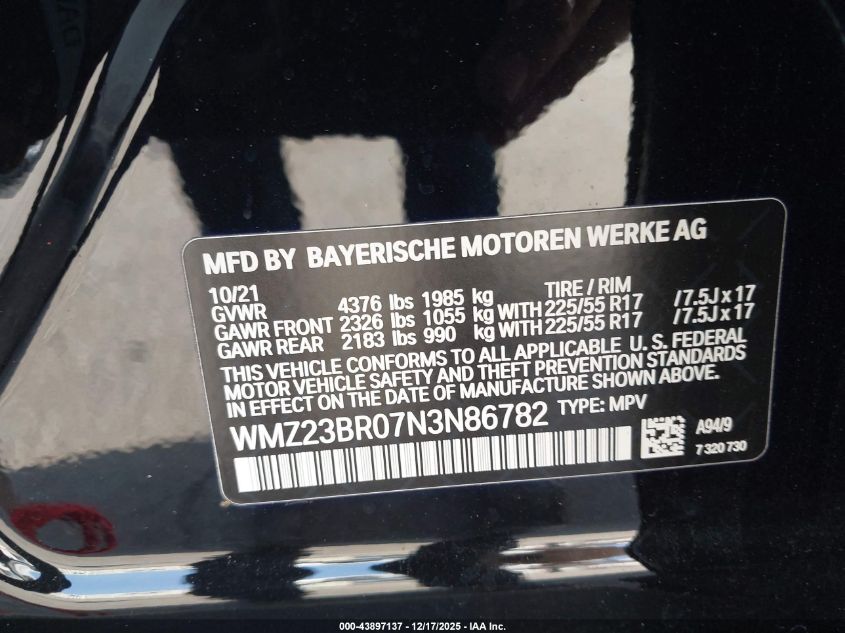 MFD BY BAYERISCHE MOTOREN WERKE AG
10/21 TIRE / RIM
GVWR 4376 lbs 1985 kg
GAWR FRONT 2326 lbs 1055 kg WITH 225/55 R17 /7.5J x 17
GAWR REAR 2183 lbs 990 kg WITH 225/55 R17 /7.5J x 17
THIS VEHICLE CONFORMS TO ALL APPLICABLE U. S. FEDERAL
MOTOR VEHICLE SAFETY AND THEFT PREVENTION STANDARDS
IN EFFECT ON THE DATE OF MANUFACTURE SHOWN ABOVE.
WMZ23BR07N3N86782 TYPE: MPV
A94/9
7 320 730
000-43897137 - 12/17/2025 - IAA Inc.